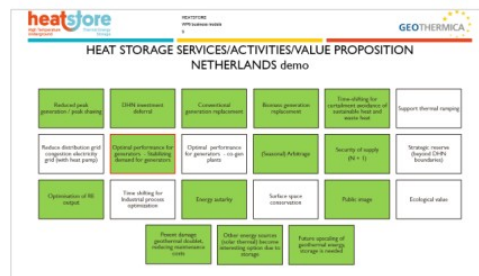 heatstore
HEATSTORE
GEOTHERMICA
HEAT STORAGE SERVICES/ACTIVITIES/VALUE PROPOSITION
NETHERLANDS demo
Reduced peak
generation / peak shaving
DHN investment
deferral
Conventional
generation replacement
Biomass generation
replacement
Time-shifting for
curtailment avoidance of
sustainable heat and
waste heat
Support thermal ramping
Reduce distribution grid
congestion electricity
grid (with heat pump)
Optimal performance for
generators - Stabilising
demand for generators
Optimal performance
for generators - co-gen
plants
(Seasonal) Arbitrage
Security of supply
(N + 1)
Strategic reserve
(beyond DHN
boundaries)
Optimisation of RE
output
Time shifting for
Industrial process
optimization
Energy autarky
Surface space
conservation
Public image
Ecological value
Prevent damage
geothermal doublet,
reducing maintenance
costs
Other energy sources
(solar thermal) become
interesting option due to
storage
Future upscaling of
geothermal energy
storage is needed